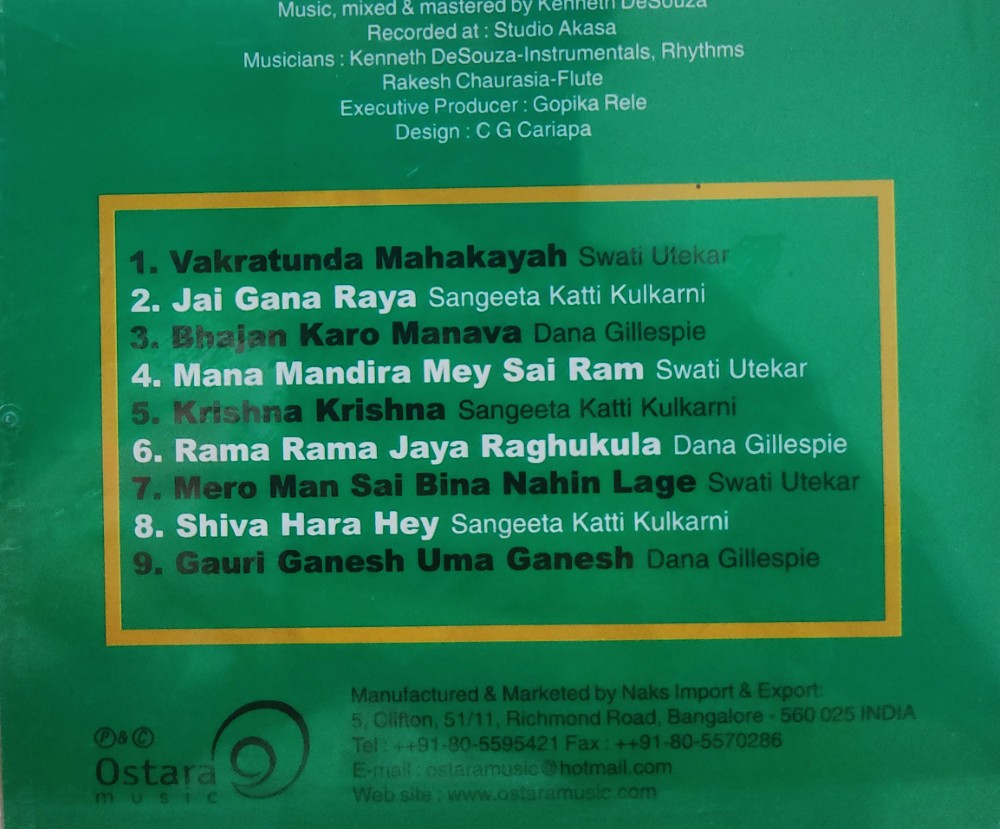 Music, mixed & mastered by Kenneth DeSouza
Recorded at : Studio Akasa
Musicians : Kenneth DeSouza-Instrumentals, Rhythms
Rakesh Chaurasia-Flute
Executive Producer : Gopika Rele
Design : C G Cariapa
1. Vakratunda Mahakayah Swati Utekar
2. Jai Gana Raya Sangeeta Katti Kulkarni
3. Bhajan Karo Manava Dana Gillespie
4. Mana Mandira Mey Sai Ram Swati Utekar
5. Krishna Krishna Sangeeta Katti Kulkarni
6. Rama Rama Jaya Raghukula Dana Gillespie
7. Mero Man Sai Bina Nahin Lage Swati Utekar
8. Shiva Hara Hey Sangeeta Katti Kulkarni
9. Gauri Ganesh Uma Ganesh Dana Gillespie
Manufactured & Marketed by Naks Import & Export:
5, Clifton, 51/11, Richmond Road, Bangalore - 560 025 INDIA
Tel : ++91-80-5595421 Fax : ++91-80-5570286
E-mail : ostaramusic@hotmail.com
Web site : www.ostaramusic.com
℗&©
Ostara
music